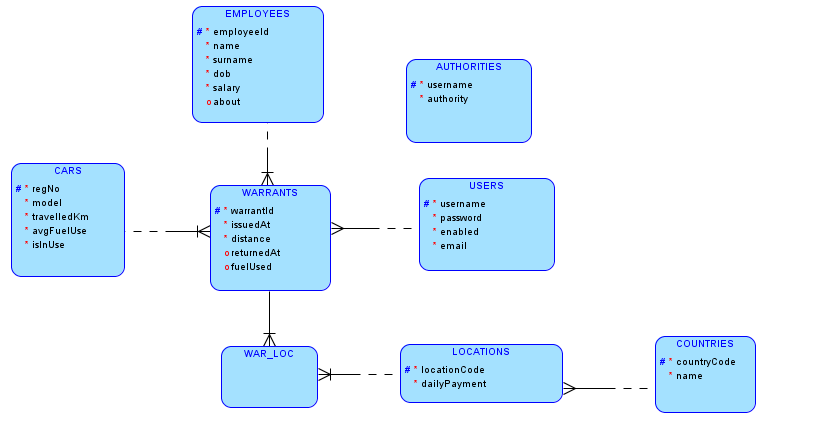 EMPLOYEES
# * employeeId
* name
* surname
* dob
* salary
o about
AUTHORITIES
# * username
* authority
CARS
# * regNo
* model
* travelledKm
* avgFuelUse
* isInUse
WARRANTS
# * warrantId
* issuedAt
* distance
o returnedAt
o fuelUsed
USERS
# * username
* password
* enabled
* email
WAR_LOC
LOCATIONS
# * locationCode
* dailyPayment
COUNTRIES
# * countryCode
* name